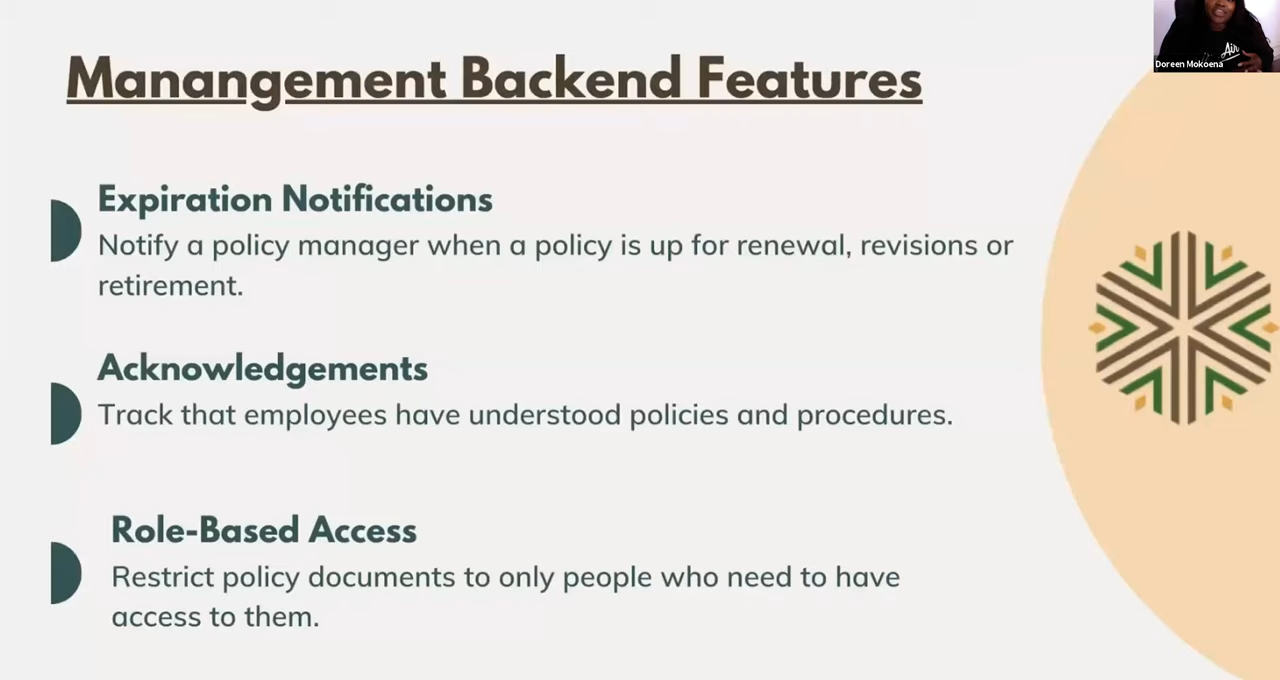 Manangement Backend Features
Expiration Notifications
Notify a policy manager when a policy is up for renewal, revisions or
retirement.
Acknowledgements
Track that employees have understood policies and procedures.
Role-Based Access
Restrict policy documents to only people who need to have
access to them.
Air
Doreen Mokoena